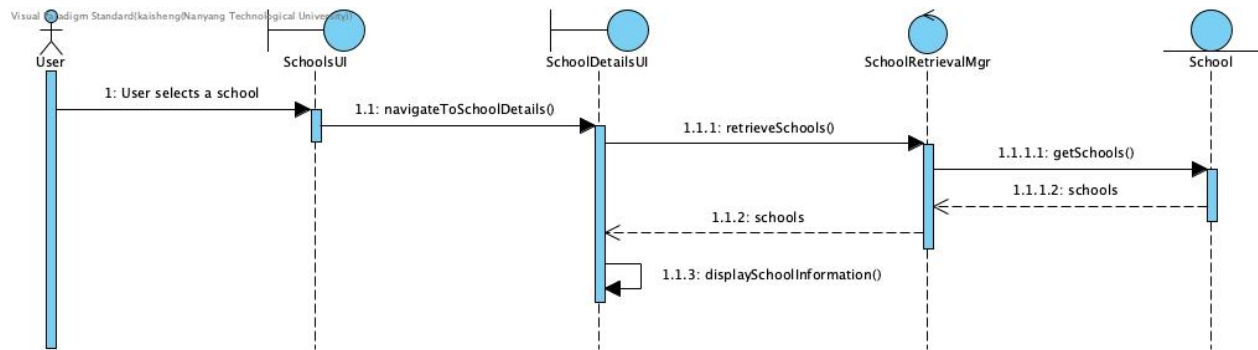 Visual Paradigm Standard(kaisheng(Nanyang Technological University))
User
SchoolsUI
SchoolDetailsUI
SchoolRetrievalMgr
School
1: User selects a school
1.1: navigateToSchoolDetails()
1.1.1: retrieveSchools()
1.1.1.1: getSchools()
1.1.1.2: schools
1.1.2: schools
1.1.3: displaySchoolInformation()